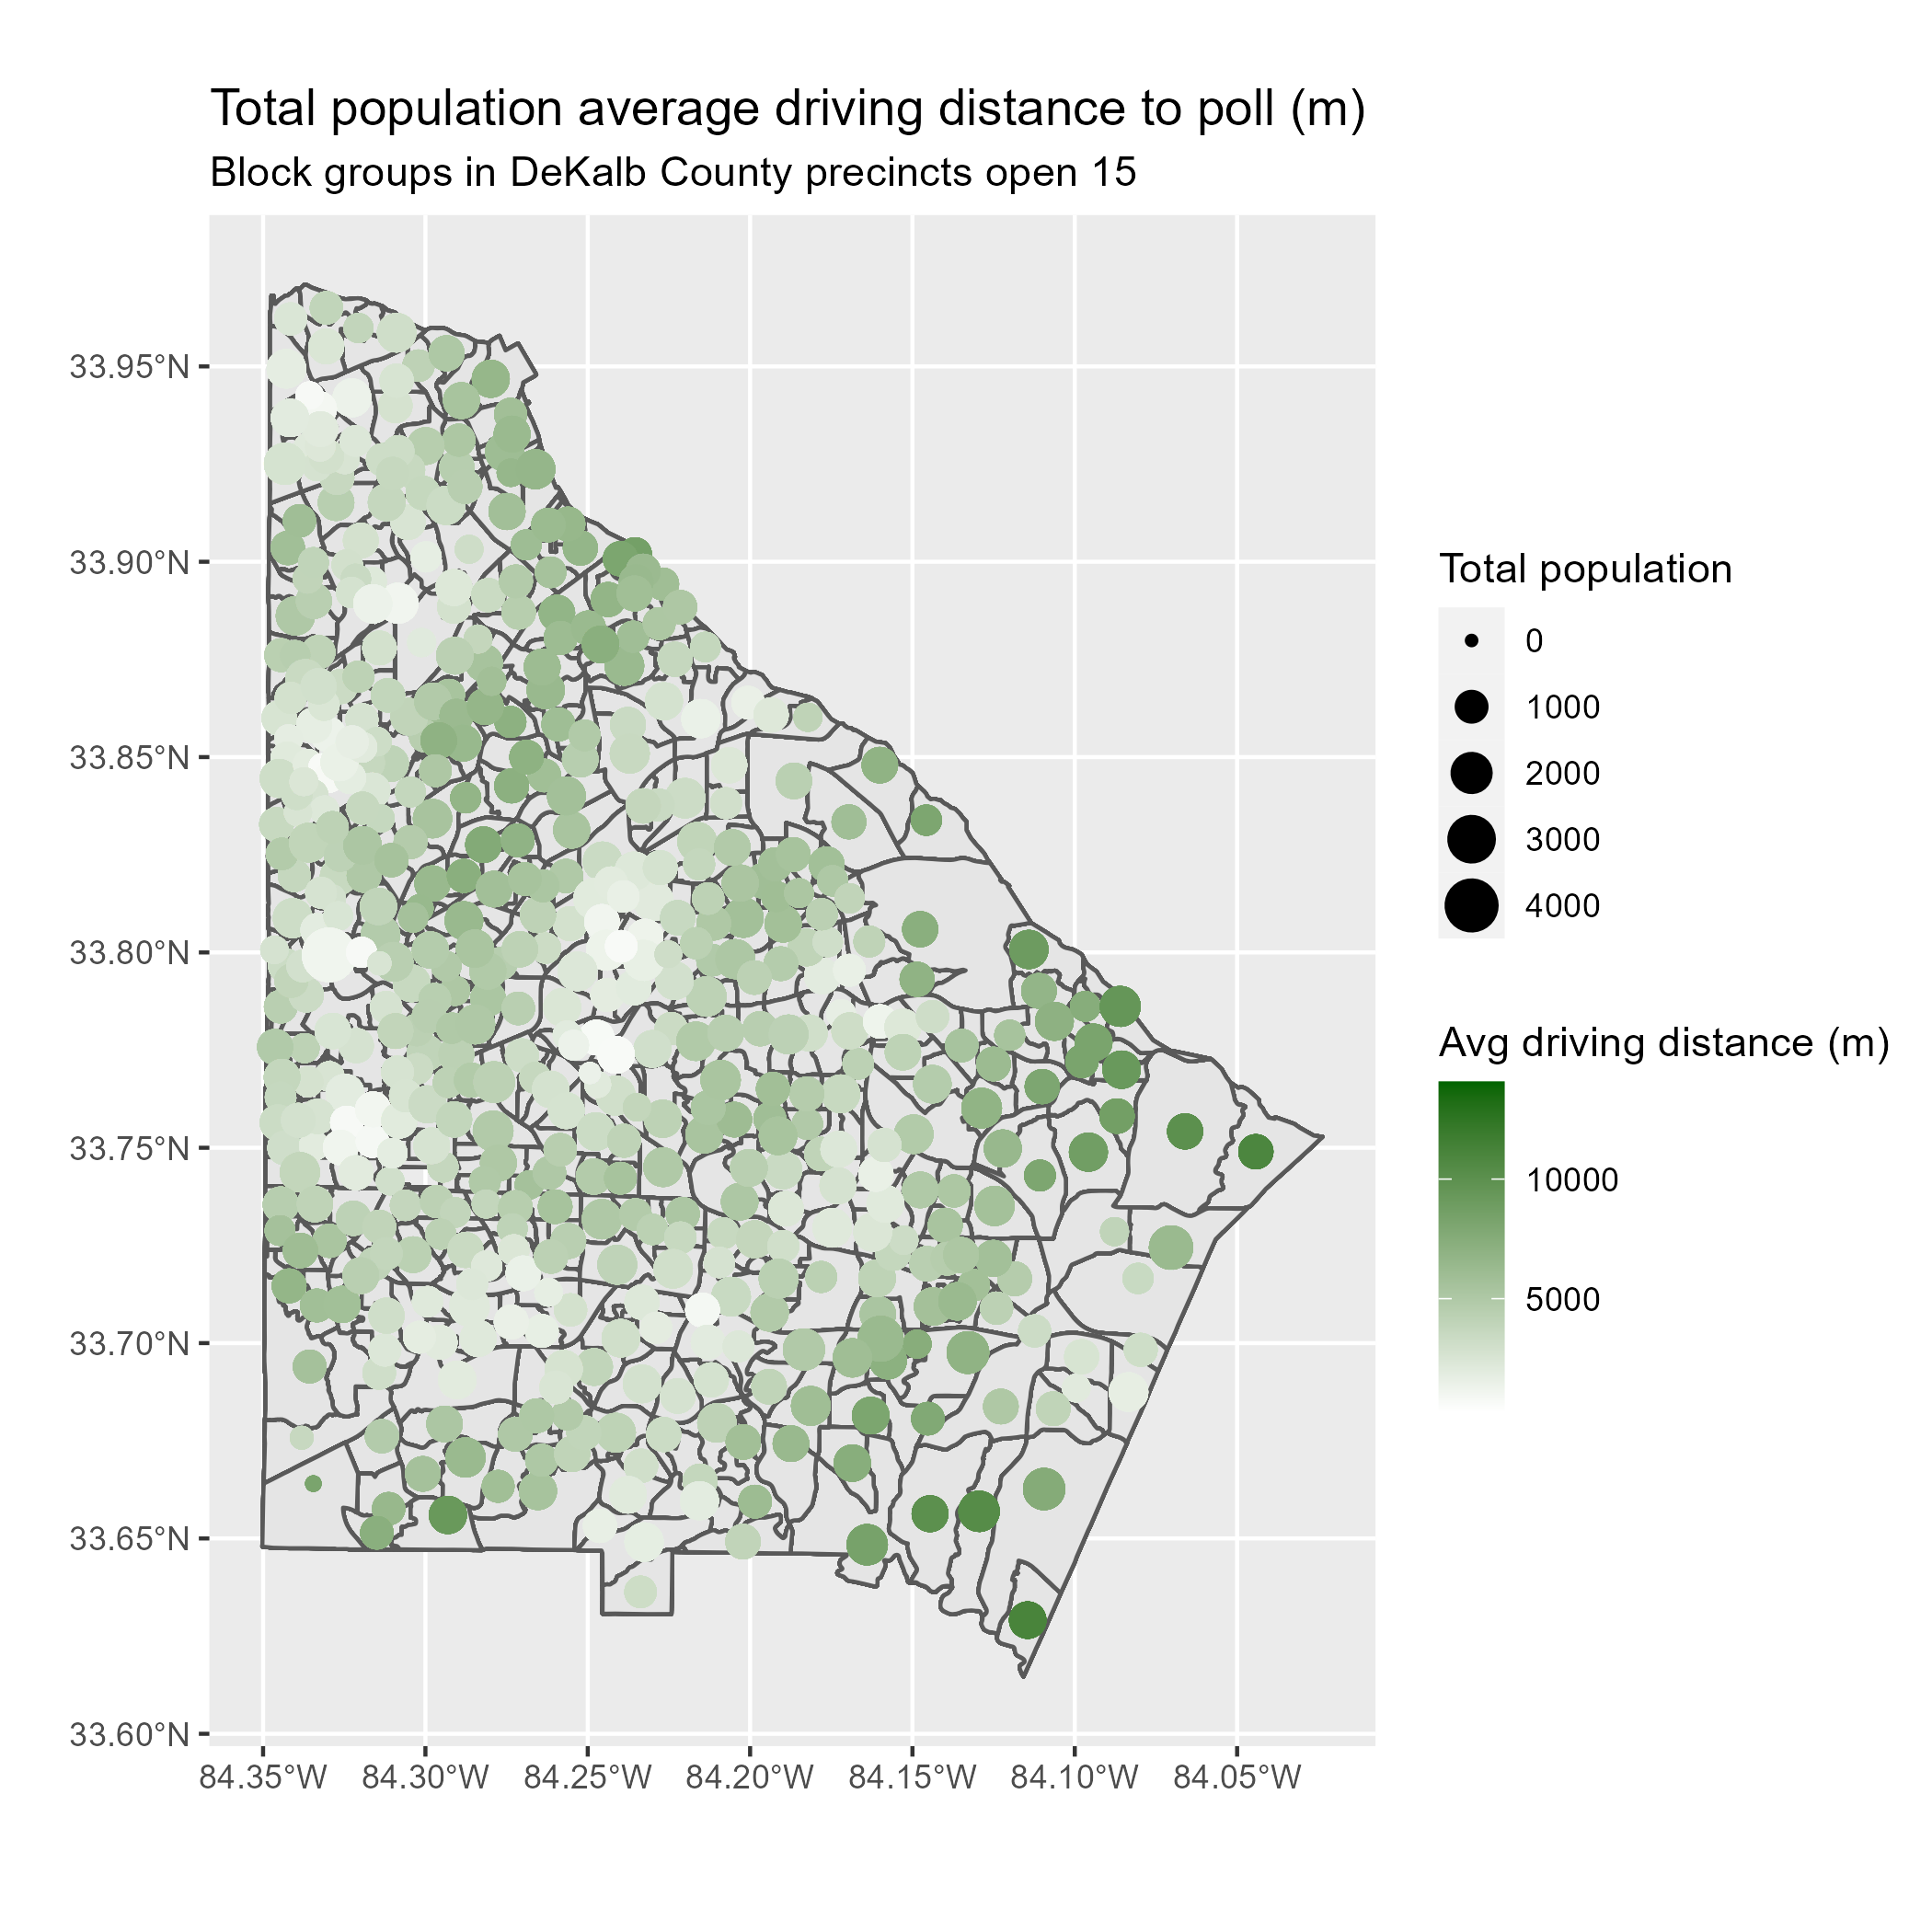 Total population average driving distance to poll (m)
Block groups in DeKalb County precincts open 15
33.95°N
33.90°N
33.85°N
33.80°N
33.75°N
33.70°N
33.65°N
33.60°N
84.35°W
84.30°W
84.25°W
84.20°W
84.15°W
84.10°W
84.05°W
Total population
0
1000
2000
3000
4000
Avg driving distance (m)
10000
5000